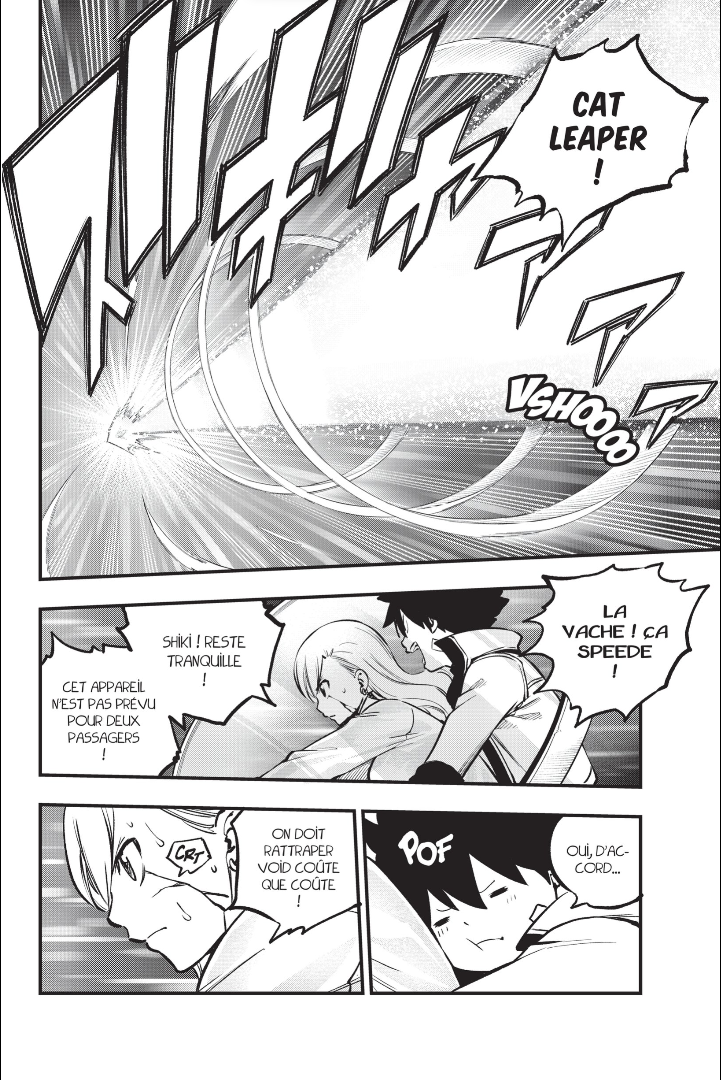 CAT
LEAPER
!
VSHOOOO
LA
VACHE ! ÇA
SPEEDE
!
SHIKI ! RESTE
TRANQUILLE
!
CET APPAREIL
N'EST PAS PRÉVU
POUR DEUX
PASSAGERS
!
POF
OUI, D'AC-
CORD...
ON DOIT
RATTRAPER
VOID COÛTE
QUE COÛTE
!
CRT